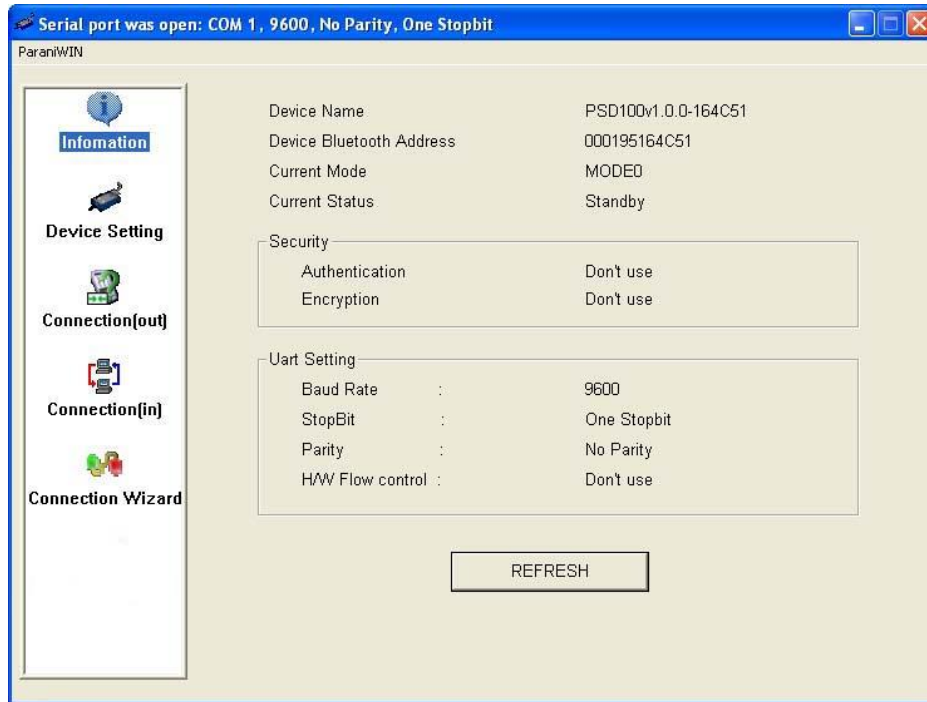 Serial port was open: COM 1, 9600, No Parity, One Stopbit
ParaniWIN
Infomation
Device Setting
Connection(out)
Connection(in)
Connection Wizard
Device Name PSD100v1.0.0-164C51
Device Bluetooth Address 000195164C51
Current Mode MODE0
Current Status Standby
Security
Authentication Don't use
Encryption Don't use
Uart Setting
Baud Rate : 9600
StopBit : One Stopbit
Parity : No Parity
H/W Flow control : Don't use
REFRESH